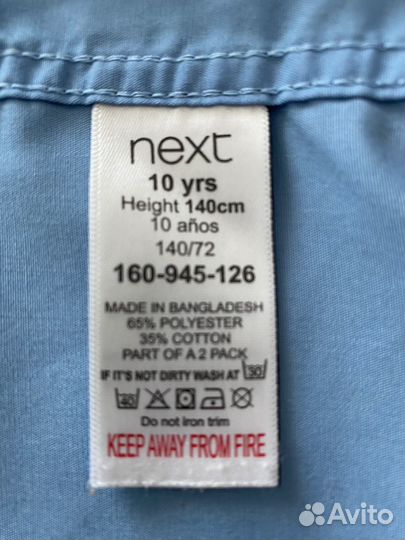 next
10 yrs
Height 140cm
10 años
140/72
160-945-126
MADE IN BANGLADESH
65% POLYESTER
35% COTTON
PART OF A 2 PACK
IF IT'S NOT DIRTY WASH AT 30
40
Do not iron trim
KEEP AWAY FROM FIRE
Avito